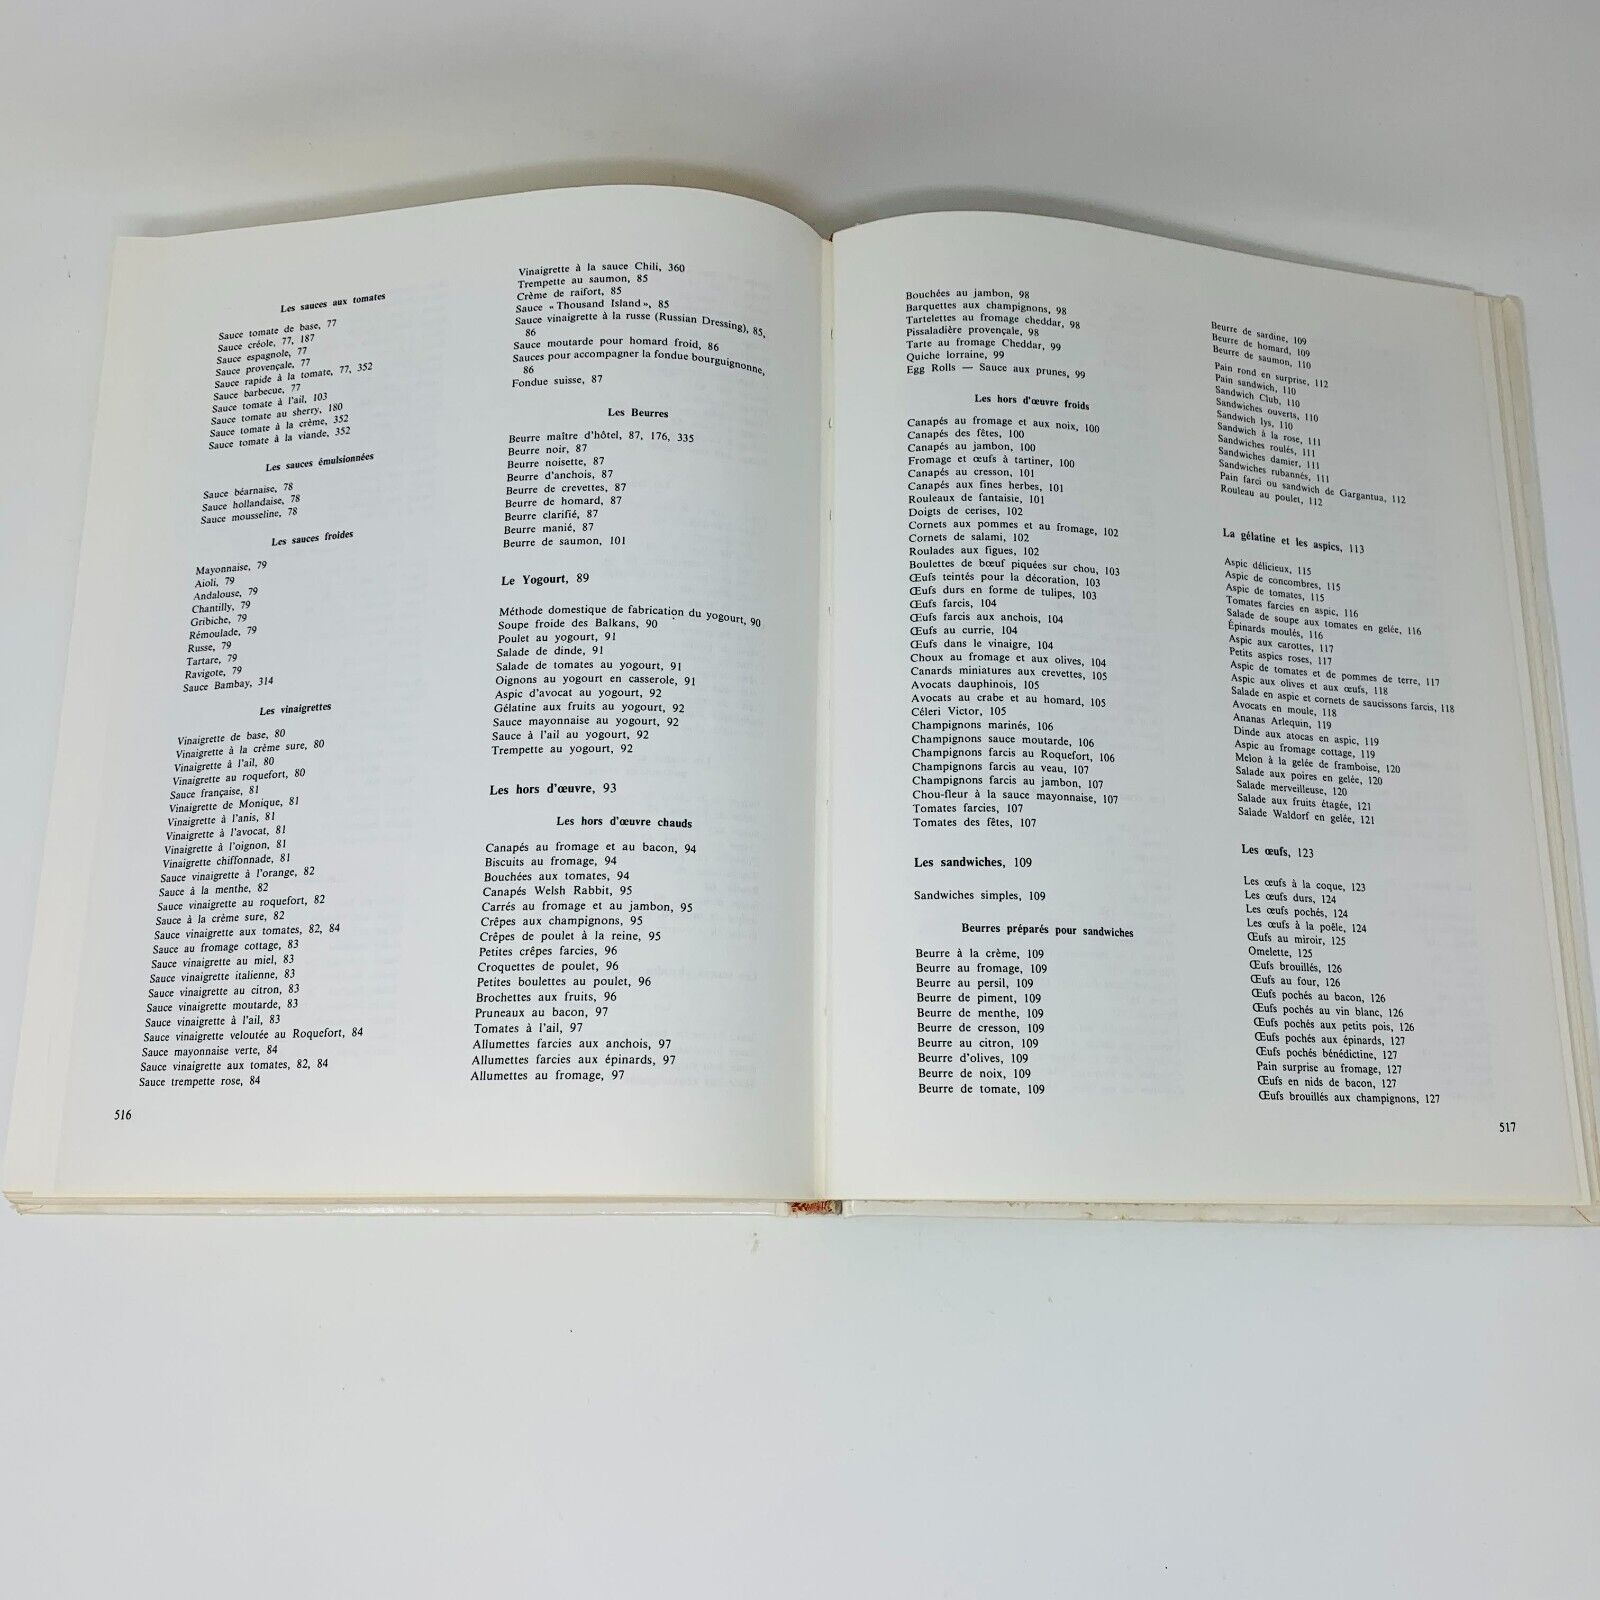 Les sauces aux tomates
Sauce tomate de base, 77
Sauce créole, 77, 187
Sauce espagnole, 77
Sauce provençale, 77
Sauce rapide à la tomate, 77, 352
Sauce barbecue, 77
Sauce tomate à l'ail, 103
Sauce tomate au sherry, 180
Sauce tomate à la crème, 352
Sauce tomate à la viande, 352
Les sauces émulsionnées
Sauce béarnaise, 78
Sauce hollandaise, 78
Sauce mousseline, 78
Les sauces froides
Mayonnaise, 79
Aioli, 79
Andalouse, 79
Chantilly, 79
Gribiche, 79
Rémoulade, 79
Russe, 79
Tartare, 79
Ravigote, 79
Sauce Bambay, 314
Les vinaigrettes
Vinaigrette de base, 80
Vinaigrette à la crème sure, 80
Vinaigrette à l'ail, 80
Vinaigrette au roquefort, 80
Sauce française, 81
Vinaigrette de Monique, 81
Vinaigrette à l'anis, 81
Vinaigrette à l'avocat, 81
Vinaigrette à l'oignon, 81
Vinaigrette chiffonnade, 81
Sauce vinaigrette à l'orange, 82
Sauce à la menthe, 82
Sauce vinaigrette au roquefort, 82
Sauce à la crème sure, 82
Sauce vinaigrette aux tomates, 82, 84
Sauce au fromage cottage, 83
Sauce vinaigrette au miel, 83
Sauce vinaigrette italienne, 83
Sauce vinaigrette au citron, 83
Sauce vinaigrette moutarde, 83
Sauce vinaigrette à l'ail, 83
Sauce vinaigrette veloutée au Roquefort, 84
Sauce mayonnaise verte, 84
Sauce vinaigrette aux tomates, 82, 84
Sauce trempette rose, 84
516
Vinaigrette à la sauce Chili, 360
Trempette au saumon, 85
Crème de raifort, 85
Sauce « Thousand Island », 85
Sauce vinaigrette à la russe (Russian Dressing), 85,
86
Sauce moutarde pour homard froid, 86
Sauces pour accompagner la fondue bourguignonne,
86
Fondue suisse, 87
Les Beurres
Beurre maître d'hôtel, 87, 176, 335
Beurre noir, 87
Beurre noisette, 87
Beurre d'anchois, 87
Beurre de crevettes, 87
Beurre de homard, 87
Beurre clarifié, 87
Beurre manié, 87
Beurre de saumon, 101
Le Yogourt, 89
Méthode domestique de fabrication du yogourt, 90
Soupe froide des Balkans, 90
Poulet au yogourt, 91
Salade de dinde, 91
Salade de tomates au yogourt, 91
Oignons au yogourt en casserole, 91
Aspic d'avocat au yogourt, 92
Gélatine aux fruits au yogourt, 92
Sauce mayonnaise au yogourt, 92
Sauce à l'ail au yogourt, 92
Trempette au yogourt, 92
Les hors d'œuvre, 93
Les hors d'œuvre chauds
Canapés au fromage et au bacon, 94
Biscuits au fromage, 94
Bouchées aux tomates, 94
Canapés Welsh Rabbit, 95
Carrés au fromage et au jambon, 95
Crêpes aux champignons, 95
Crêpes de poulet à la reine, 95
Petites crêpes farcies, 96
Croquettes de poulet, 96
Petites boulettes au poulet, 96
Brochettes aux fruits, 96
Pruneaux au bacon, 97
Tomates à l'ail, 97
Allumettes farcies aux anchois, 97
Allumettes farcies aux épinards, 97
Allumettes au fromage, 97
Bouchées au jambon, 98
Barquettes aux champignons, 98
Tartelettes au fromage cheddar, 98
Pissaladière provençale, 98
Tarte au fromage Cheddar, 99
Quiche lorraine, 99
Egg Rolls — Sauce aux prunes, 99
Les hors d'œuvre froids
Canapés au fromage et aux noix, 100
Canapés des fêtes, 100
Canapés au jambon, 100
Fromage et œufs à tartiner, 100
Canapés au cresson, 101
Canapés aux fines herbes, 101
Rouleaux de fantaisie, 101
Doigts de cerises, 102
Cornets aux pommes et au fromage, 102
Cornets de salami, 102
Roulades aux figues, 102
Boulettes de bœuf piquées sur chou, 103
Œufs teintés pour la décoration, 103
Œufs durs en forme de tulipes, 103
Œufs farcis, 104
Œufs farcis aux anchois, 104
Œufs au currie, 104
Œufs dans le vinaigre, 104
Choux au fromage et aux olives, 104
Canards miniatures aux crevettes, 105
Avocats dauphinois, 105
Avocats au crabe et au homard, 105
Céleri Victor, 105
Champignons marinés, 106
Champignons sauce moutarde, 106
Champignons farcis au Roquefort, 106
Champignons farcis au veau, 107
Champignons farcis au jambon, 107
Chou-fleur à la sauce mayonnaise, 107
Tomates farcies, 107
Tomates des fêtes, 107
Les sandwiches, 109
Sandwiches simples, 109
Beurres préparés pour sandwiches
Beurre à la crème, 109
Beurre au fromage, 109
Beurre au persil, 109
Beurre de piment, 109
Beurre de menthe, 109
Beurre de cresson, 109
Beurre au citron, 109
Beurre d'olives, 109
Beurre de noix, 109
Beurre de tomate, 109
Beurre de sardine, 109
Beurre de homard, 109
Beurre de saumon, 110
Pain rond en surprise, 112
Pain sandwich, 110
Sandwich Club, 110
Sandwiches ouverts, 110
Sandwich lys, 110
Sandwich à la rose, 111
Sandwiches roulés, 111
Sandwiches damier, 111
Sandwiches rubannés, 111
Pain farci ou sandwich de Gargantua, 112
Rouleau au poulet, 112
La gélatine et les aspics, 113
Aspic délicieux, 115
Aspic de concombres, 115
Aspic de tomates, 115
Tomates farcies en aspic, 116
Salade de soupe aux tomates en gelée, 116
Épinards moulés, 116
Aspic aux carottes, 117
Petits aspics roses, 117
Aspic de tomates et de pommes de terre, 117
Aspic aux olives et aux œufs, 118
Salade en aspic et cornets de saucissons farcis, 118
Avocats en moule, 118
Ananas Arlequin, 119
Dinde aux atocas en aspic, 119
Aspic au fromage cottage, 119
Melon à la gelée de framboise, 120
Salade aux poires en gelée, 120
Salade merveilleuse, 120
Salade aux fruits étagée, 121
Salade Waldorf en gelée, 121
Les œufs, 123
Les œufs à la coque, 123
Les œufs durs, 124
Les œufs pochés, 124
Les œufs à la poêle, 124
Œufs au miroir, 125
Omelette, 125
Œufs brouillés, 126
Œufs au four, 126
Œufs pochés au bacon, 126
Œufs pochés au vin blanc, 126
Œufs pochés aux petits pois, 126
Œufs pochés aux épinards, 127
Œufs pochés bénédictine, 127
Pain surprise au fromage, 127
Œufs en nids de bacon, 127
Œufs brouillés aux champignons, 127
517